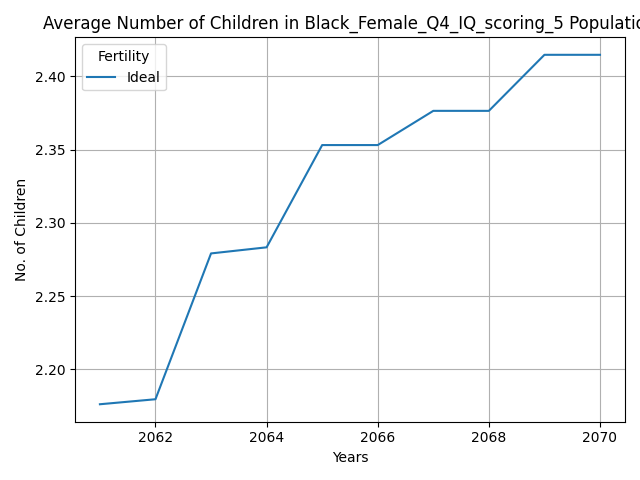 Average Number of Children in Black_Female_Q4_IQ_scoring_5 Populatio
Fertility
Ideal
2.40
2.35
2.30
2.25
2.20
No. of Children
2062 2064 2066 2068 2070
Years